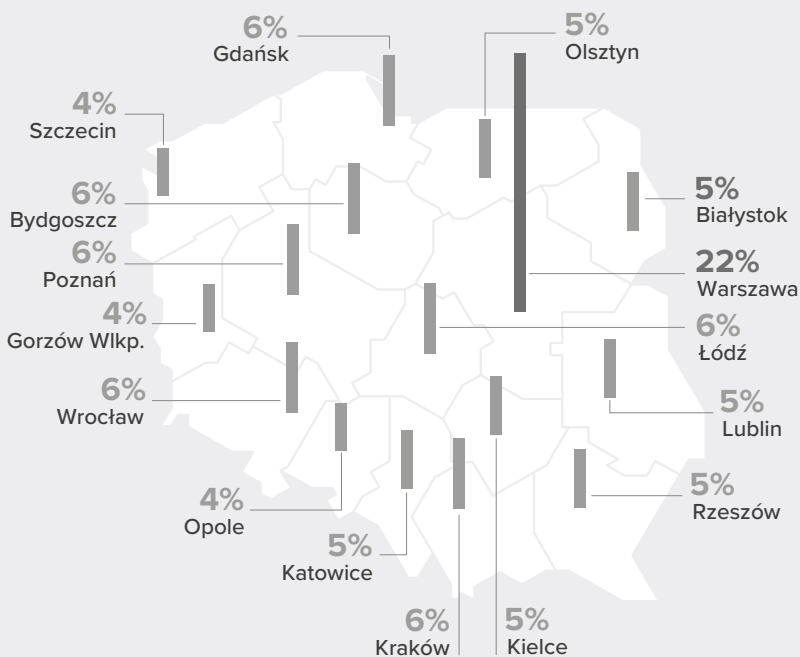 6%
Gdańsk
5%
Olsztyn
4%
Szczecin
6%
Bydgoszcz
5%
Białystok
6%
Poznań
22%
Warszawa
4%
Gorzów Wlkp.
6%
Łódź
6%
Wrocław
5%
Lublin
4%
Opole
5%
Rzeszów
5%
Katowice
6%
Kraków
5%
Kielce